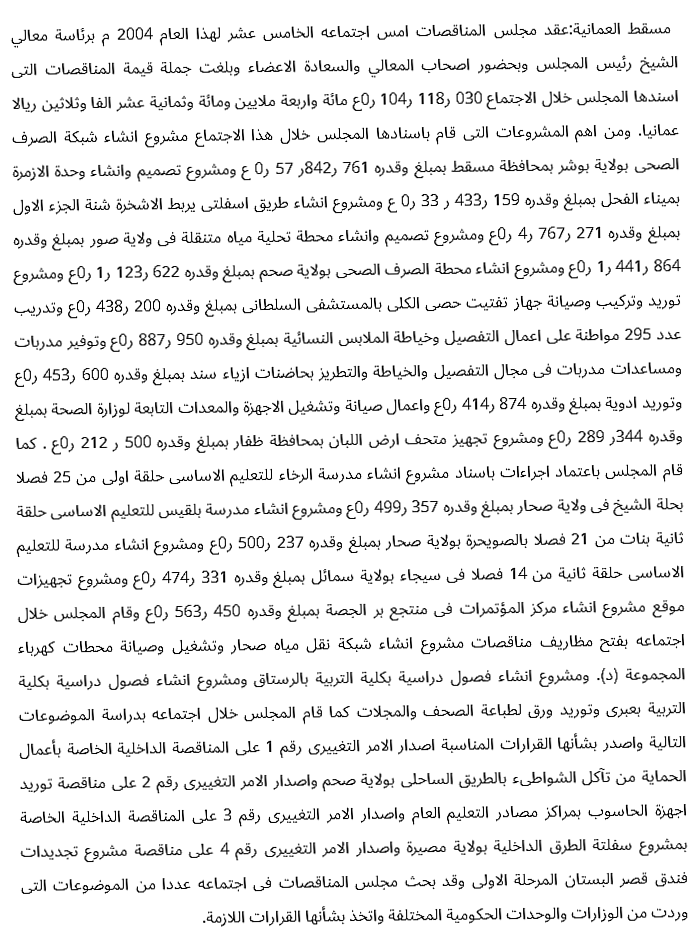 مسقط العمانية:عقد مجلس المناقصات امس اجتماعه الخامس عشر لهذا العام 2004 م برئاسة معالي
الشيخ رئيس المجلس وبحضور اصحاب المعالي والسعادة الاعضاء وبلغت جملة قيمة المناقصات التى
اسندها المجلس خلال الاجتماع 030 ر118 ر104 ر0ع مائة واربعة ملايين ومائة وثمانية عشر الفا وثلاثين ريالا
عمانيا. ومن اهم المشروعات التى قام باسنادها المجلس خلال هذا الاجتماع مشروع انشاء شبكة الصرف
الصحى بولاية بوشر بمحافظة مسقط بمبلغ وقدره 761 ر842ر 57 ر0 ع ومشروع تصميم وانشاء وحدة الازمرة
بميناء الفحل بمبلغ وقدره 159 ر433 ر 33 ر0 ع ومشروع انشاء طريق اسفلتى يربط الاشخرة شنة الجزء الاول
بمبلغ وقدره 271 ر767 ر4 ر0ع ومشروع تصميم وانشاء محطة تحلية مياه متنقلة فى ولاية صور بمبلغ وقدره
864 ر441 ر1 ر0ع ومشروع انشاء محطة الصرف الصحى بولاية صحم بمبلغ وقدره 622 ر123 ر1 ر0ع ومشروع
توريد وتركيب وصيانة جهاز تفتيت حصى الكلى بالمستشفى السلطانى بمبلغ وقدره 200 ر438 ر0ع وتدريب
عدد 295 مواطنة على اعمال التفصيل وخياطة الملابس النسائية بمبلغ وقدره 950 ر887 ر0ع وتوفير مدربات
ومساعدات مدربات فى مجال التفصيل والخياطة والتطريز بحاضنات ازياء سند بمبلغ وقدره 600 ر453 ر0ع
وتوريد ادوية بمبلغ وقدره 874 ر414 ر0ع واعمال صيانة وتشغيل الاجهزة والمعدات التابعة لوزارة الصحة بمبلغ
وقدره 344ر 289 ر0ع ومشروع تجهيز متحف ارض اللبان بمحافظة ظفار بمبلغ وقدره 500 ر 212 ر0ع . كما
قام المجلس باعتماد اجراءات باسناد مشروع انشاء مدرسة الرخاء للتعليم الاساسى حلقة اولى من 25 فصلا
بحلة الشيخ فى ولاية صحار بمبلغ وقدره 357 ر499 ر0ع ومشروع انشاء مدرسة بلقيس للتعليم الاساسى حلقة
ثانية بنات من 21 فصلا بالصويحرة بولاية صحار بمبلغ وقدره 237 ر500 ر0ع ومشروع انشاء مدرسة للتعليم
الاساسى حلقة ثانية من 14 فصلا فى سيجاء بولاية سمائل بمبلغ وقدره 331 ر474 ر0ع ومشروع تجهيزات
موقع مشروع انشاء مركز المؤتمرات فى منتجع بر الجصة بمبلغ وقدره 450 ر563 ر0ع وقام المجلس خلال
اجتماعه بفتح مظاريف مناقصات مشروع انشاء شبكة نقل مياه صحار وتشغيل وصيانة محطات كهرباء
المجموعة (د). ومشروع انشاء فصول دراسية بكلية التربية بالرستاق ومشروع انشاء فصول دراسية بكلية
التربية بعبرى وتوريد ورق لطباعة الصحف والمجلات كما قام المجلس خلال اجتماعه بدراسة الموضوعات
التالية واصدر بشأنها القرارات المناسبة اصدار الامر التغييرى رقم 1 على المناقصة الداخلية الخاصة بأعمال
الحماية من تآكل الشواطىء بالطريق الساحلى بولاية صحم واصدار الامر التغييرى رقم 2 على مناقصة توريد
اجهزة الحاسوب بمراكز مصادر التعليم العام واصدار الامر التغييرى رقم 3 على المناقصة الداخلية الخاصة
بمشروع سفلتة الطرق الداخلية بولاية مصيرة واصدار الامر التغييرى رقم 4 على مناقصة مشروع تجديدات
فندق قصر البستان المرحلة الاولى وقد بحث مجلس المناقصات فى اجتماعه عددا من الموضوعات التى
وردت من الوزارات والوحدات الحكومية المختلفة واتخذ بشأنها القرارات اللازمة.